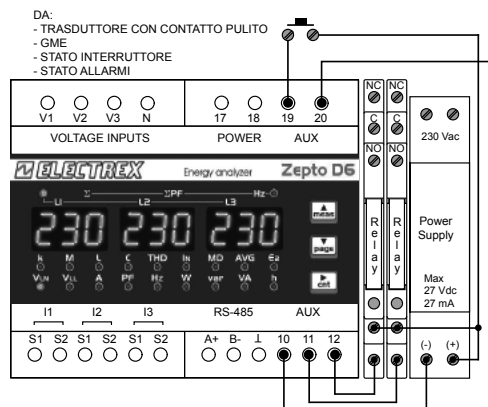 DA:
- TRASDUTTORE CON CONTATTO PULITO
- GME
- STATO INTERRUTTORE
- STATO ALLARMI
V1 V2 V3 N 17 18 19 20
VOLTAGE INPUTS POWER AUX
NC NC
C C
NO NO
230 Vac
ELECTREX Energy analyzer Zepto D6
Σ ΣPF Hz
L1 L2 L3
230 230 230
meas
page
cnt
k M L C THD IN MD AVG Ea
VLN VLL A PF Hz W var VA h
Relay Relay
Power
Supply
Max
27 Vdc
27 mA
I1 I2 I3 RS-485 AUX
S1 S2 S1 S2 S1 S2 A+ B- ⊥ 10 11 12
(-) (+)